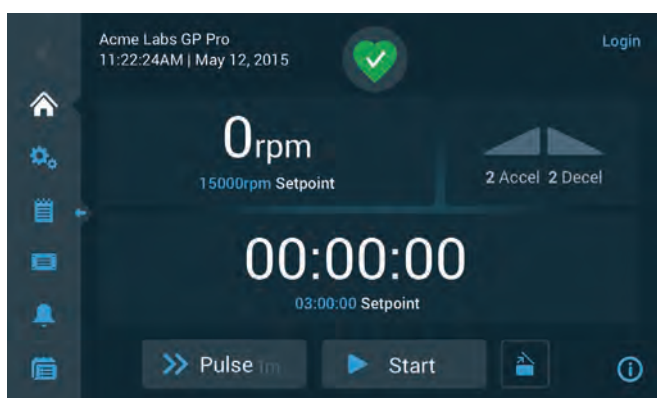 Acme Labs GP Pro
11:22:24AM | May 12, 2015
Login
0rpm
15000rpm Setpoint
2 Accel 2 Decel
00:00:00
03:00:00 Setpoint
Pulse 1m
Start